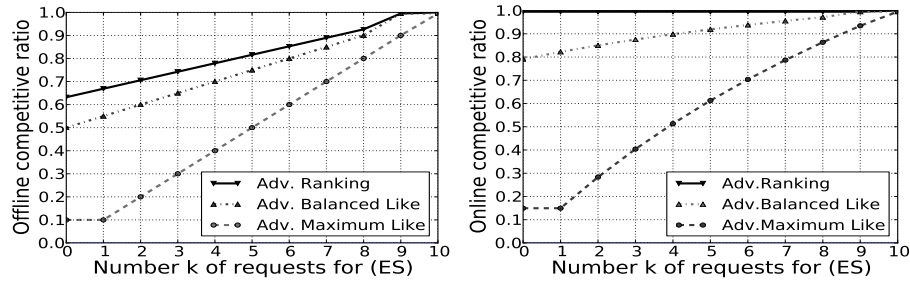 Offline competitive ratio
1.0
0.9
0.8
0.7
0.6
0.5
0.4
0.3
0.2
0.1
0.0
Adv. Ranking
Adv. Balanced Like
Adv. Maximum Like
0 1 2 3 4 5 6 7 8 9 10
Number k of requests for (ES)
Online competitive ratio
1.0
0.9
0.8
0.7
0.6
0.5
0.4
0.3
0.2
0.1
0.0
Adv.Ranking
Adv.Balanced Like
Adv.Maximum Like
0 1 2 3 4 5 6 7 8 9 10
Number k of requests for (ES)